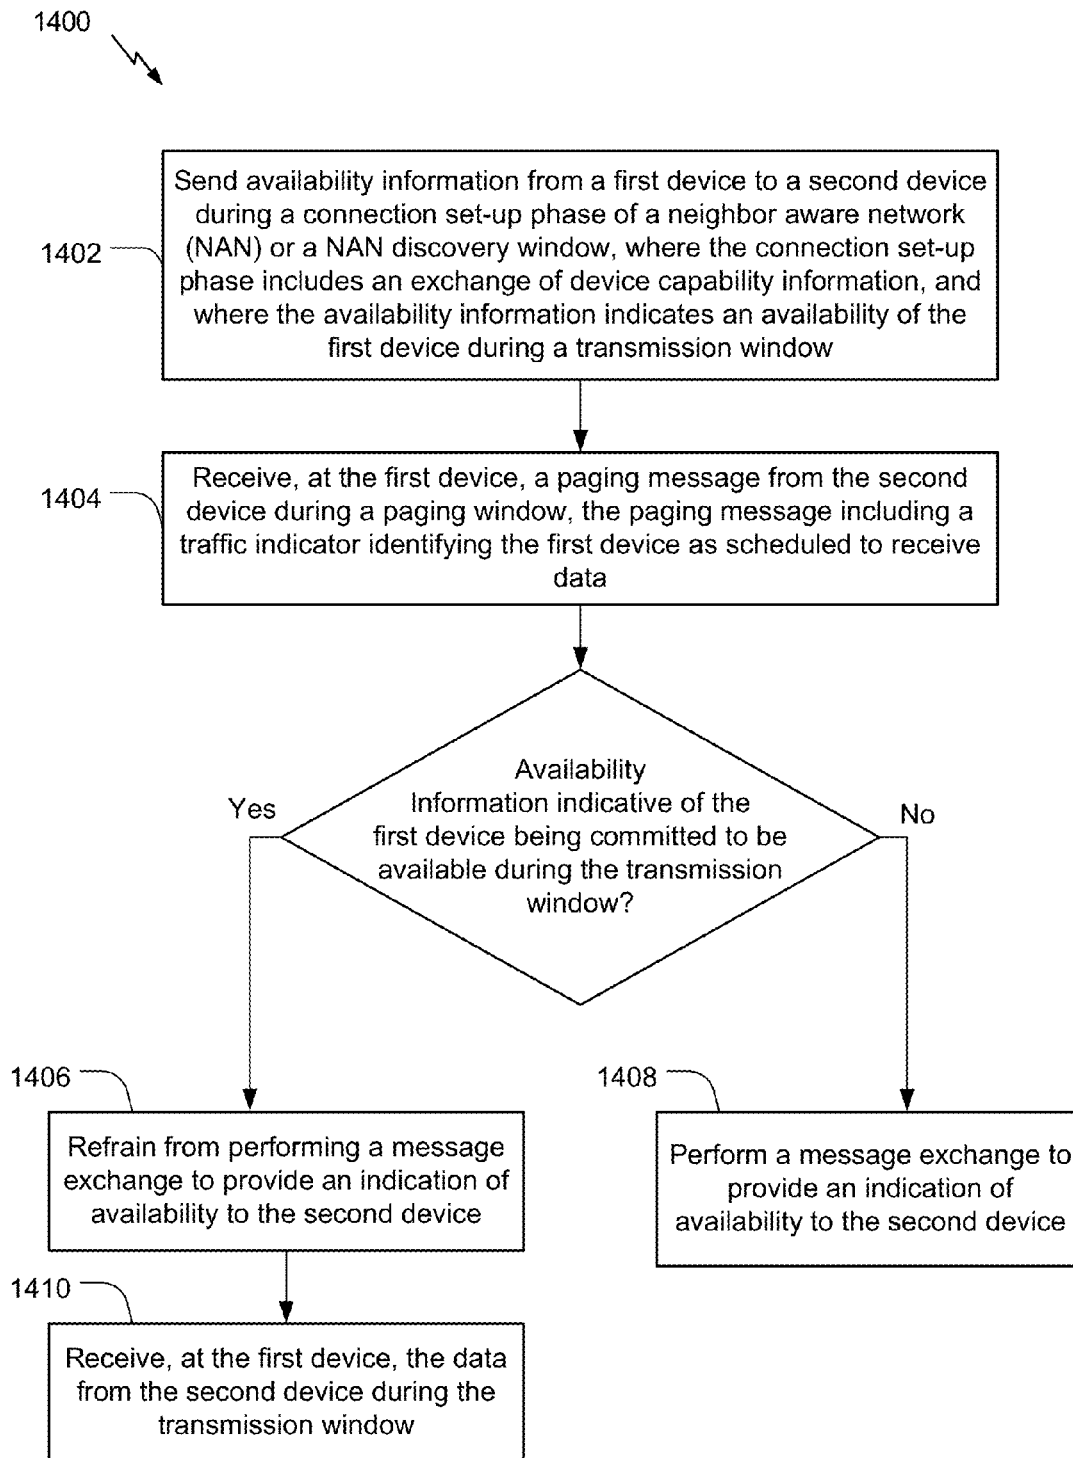 1400
Send availability information from a first device to a second device
during a connection set-up phase of a neighbor aware network
(NAN) or a NAN discovery window, where the connection set-up
phase includes an exchange of device capability information, and
where the availability information indicates an availability of the
first device during a transmission window
1402
Receive, at the first device, a paging message from the second
device during a paging window, the paging message including a
traffic indicator identifying the first device as scheduled to receive
data
1404
Availability
Information indicative of the
first device being committed to be
available during the transmission
window?
Yes
No
1406
Refrain from performing a message
exchange to provide an indication of
availability to the second device
1408
Perform a message exchange to
provide an indication of
availability to the second device
1410
Receive, at the first device, the data
from the second device during the
transmission window